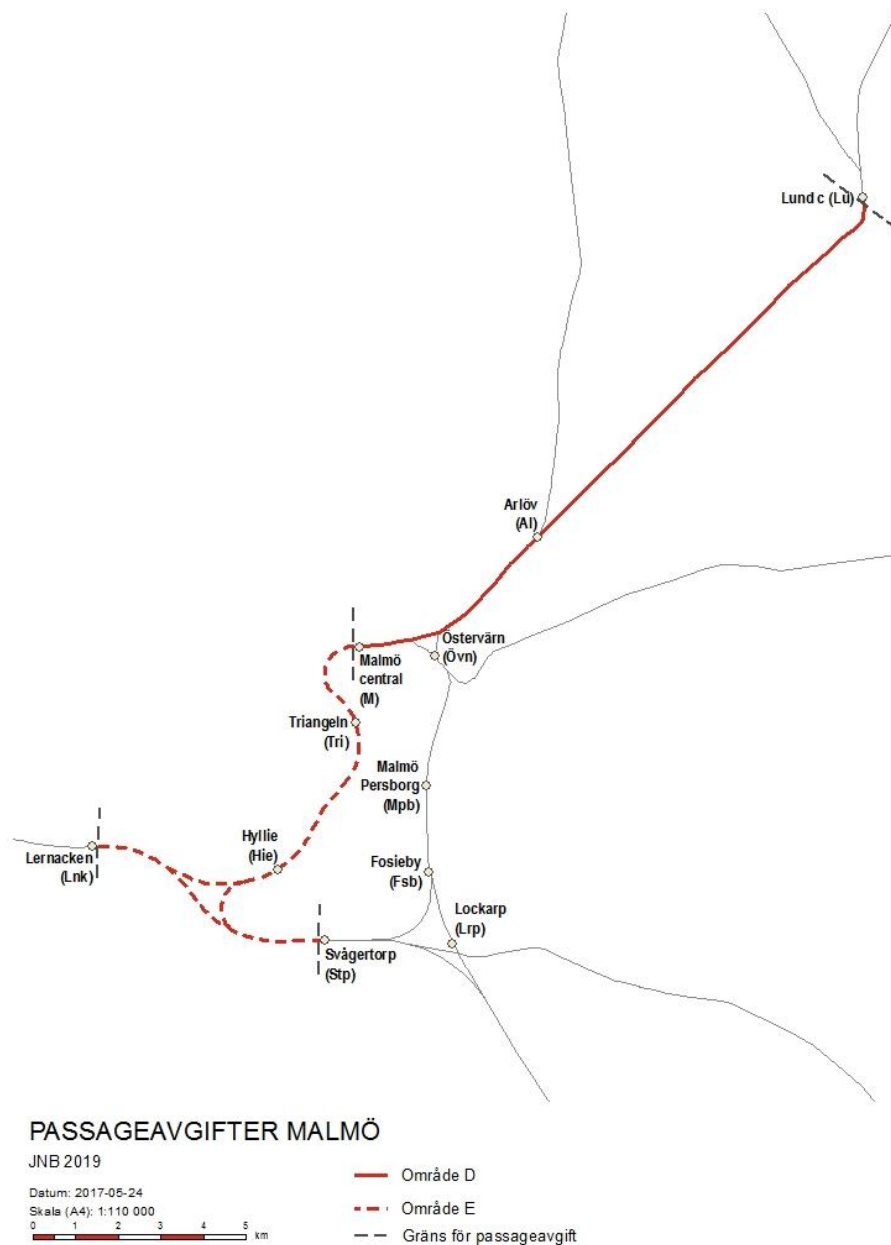 Lund c (Lu)
Arlöv
(Al)
Östervärn
(Övn)
Malmö
central
(M)
Triangeln
(Tri)
Malmö
Persborg
(Mpb)
Hyllie
(Hie)
Lernacken
(Lnk)
Fosieby
(Fsb)
Lockarp
(Lrp)
Svågertorp
(Stp)
PASSAGEAVGIFTER MALMÖ
JNB 2019
Datum: 2017-05-24
Skala (A4): 1:110 000
0 1 2 3 4 5
km
Område D
Område E
Gräns för passageavgift